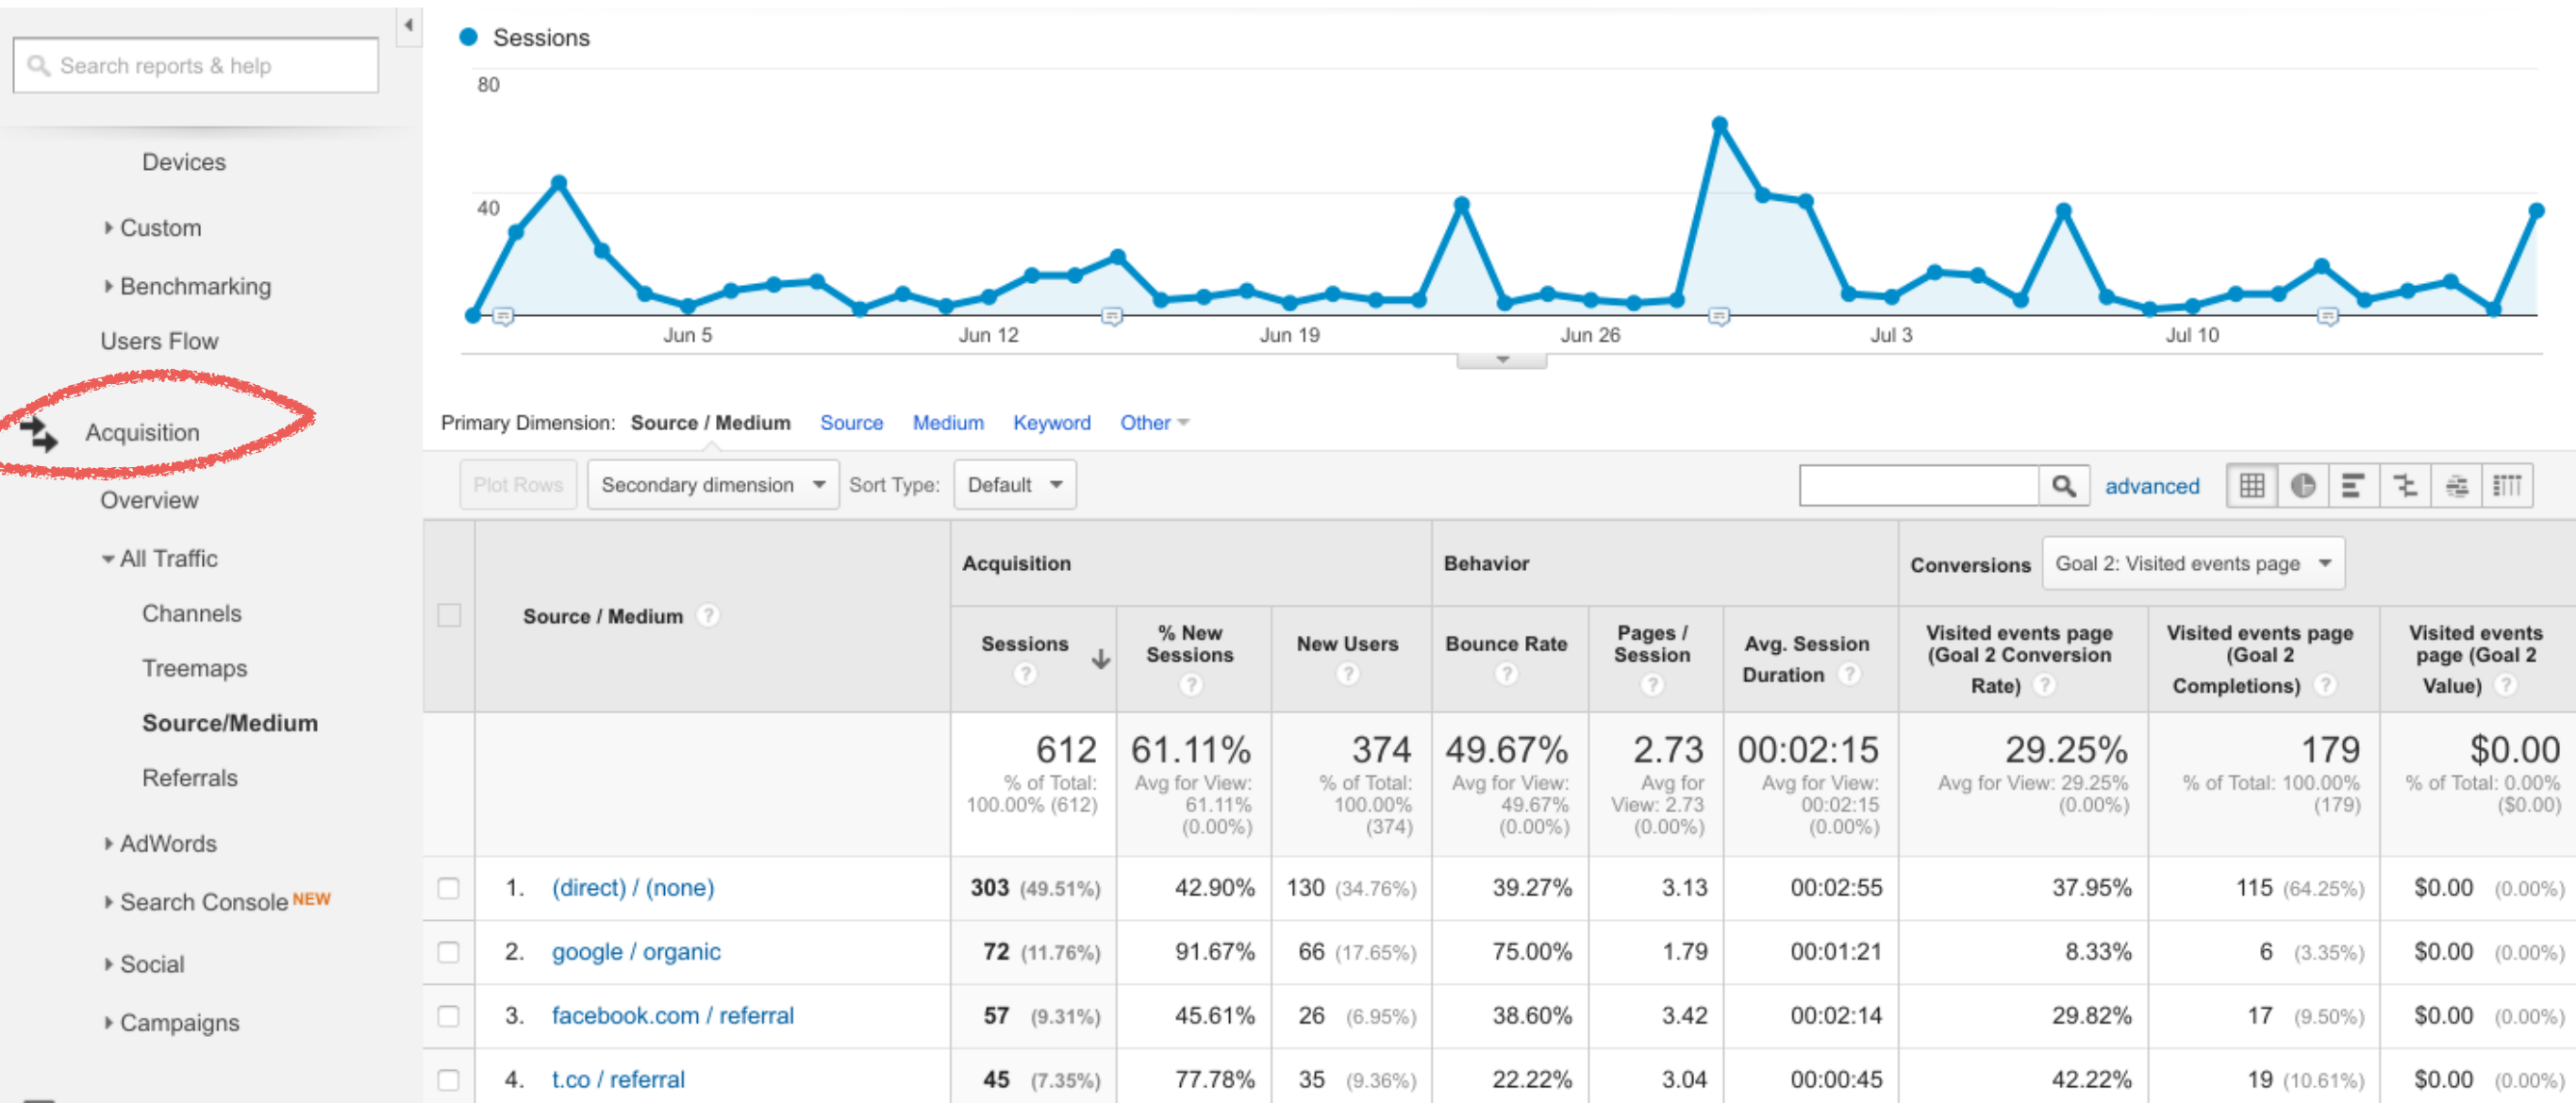 Search reports & help
Devices
Custom
Benchmarking
Users Flow
Acquisition
Overview
All Traffic
Channels
Treemaps
Source/Medium
Referrals
AdWords
Search Console NEW
Social
Campaigns
Sessions
80
40
Jun 5 Jun 12 Jun 19 Jun 26 Jul 3 Jul 10
Primary Dimension: Source / Medium Source Medium Keyword Other
Plot Rows Secondary dimension Sort Type: Default advanced
Source / Medium ?
Acquisition Behavior Conversions Goal 2: Visited events page
Sessions ?
% New
Sessions
?
New Users ?
Bounce Rate ?
Pages /
Session
?
Avg. Session
Duration ?
Visited events page
(Goal 2 Conversion
Rate) ?
Visited events page
(Goal 2
Completions) ?
Visited events
page (Goal 2
Value) ?
612
% of Total:
100.00% (612)
61.11%
Avg for View:
61.11%
(0.00%)
374
% of Total:
100.00%
(374)
49.67%
Avg for View:
49.67%
(0.00%)
2.73
Avg for
View: 2.73
(0.00%)
00:02:15
Avg for View:
00:02:15
(0.00%)
29.25%
Avg for View: 29.25%
(0.00%)
179
% of Total: 100.00%
(179)
$0.00
% of Total: 0.00%
($0.00)
1. (direct) / (none) 303 (49.51%) 42.90% 130 (34.76%) 39.27% 3.13 00:02:55 37.95% 115 (64.25%) $0.00 (0.00%)
2. google / organic 72 (11.76%) 91.67% 66 (17.65%) 75.00% 1.79 00:01:21 8.33% 6 (3.35%) $0.00 (0.00%)
3. facebook.com / referral 57 (9.31%) 45.61% 26 (6.95%) 38.60% 3.42 00:02:14 29.82% 17 (9.50%) $0.00 (0.00%)
4. t.co / referral 45 (7.35%) 77.78% 35 (9.36%) 22.22% 3.04 00:00:45 42.22% 19 (10.61%) $0.00 (0.00%)